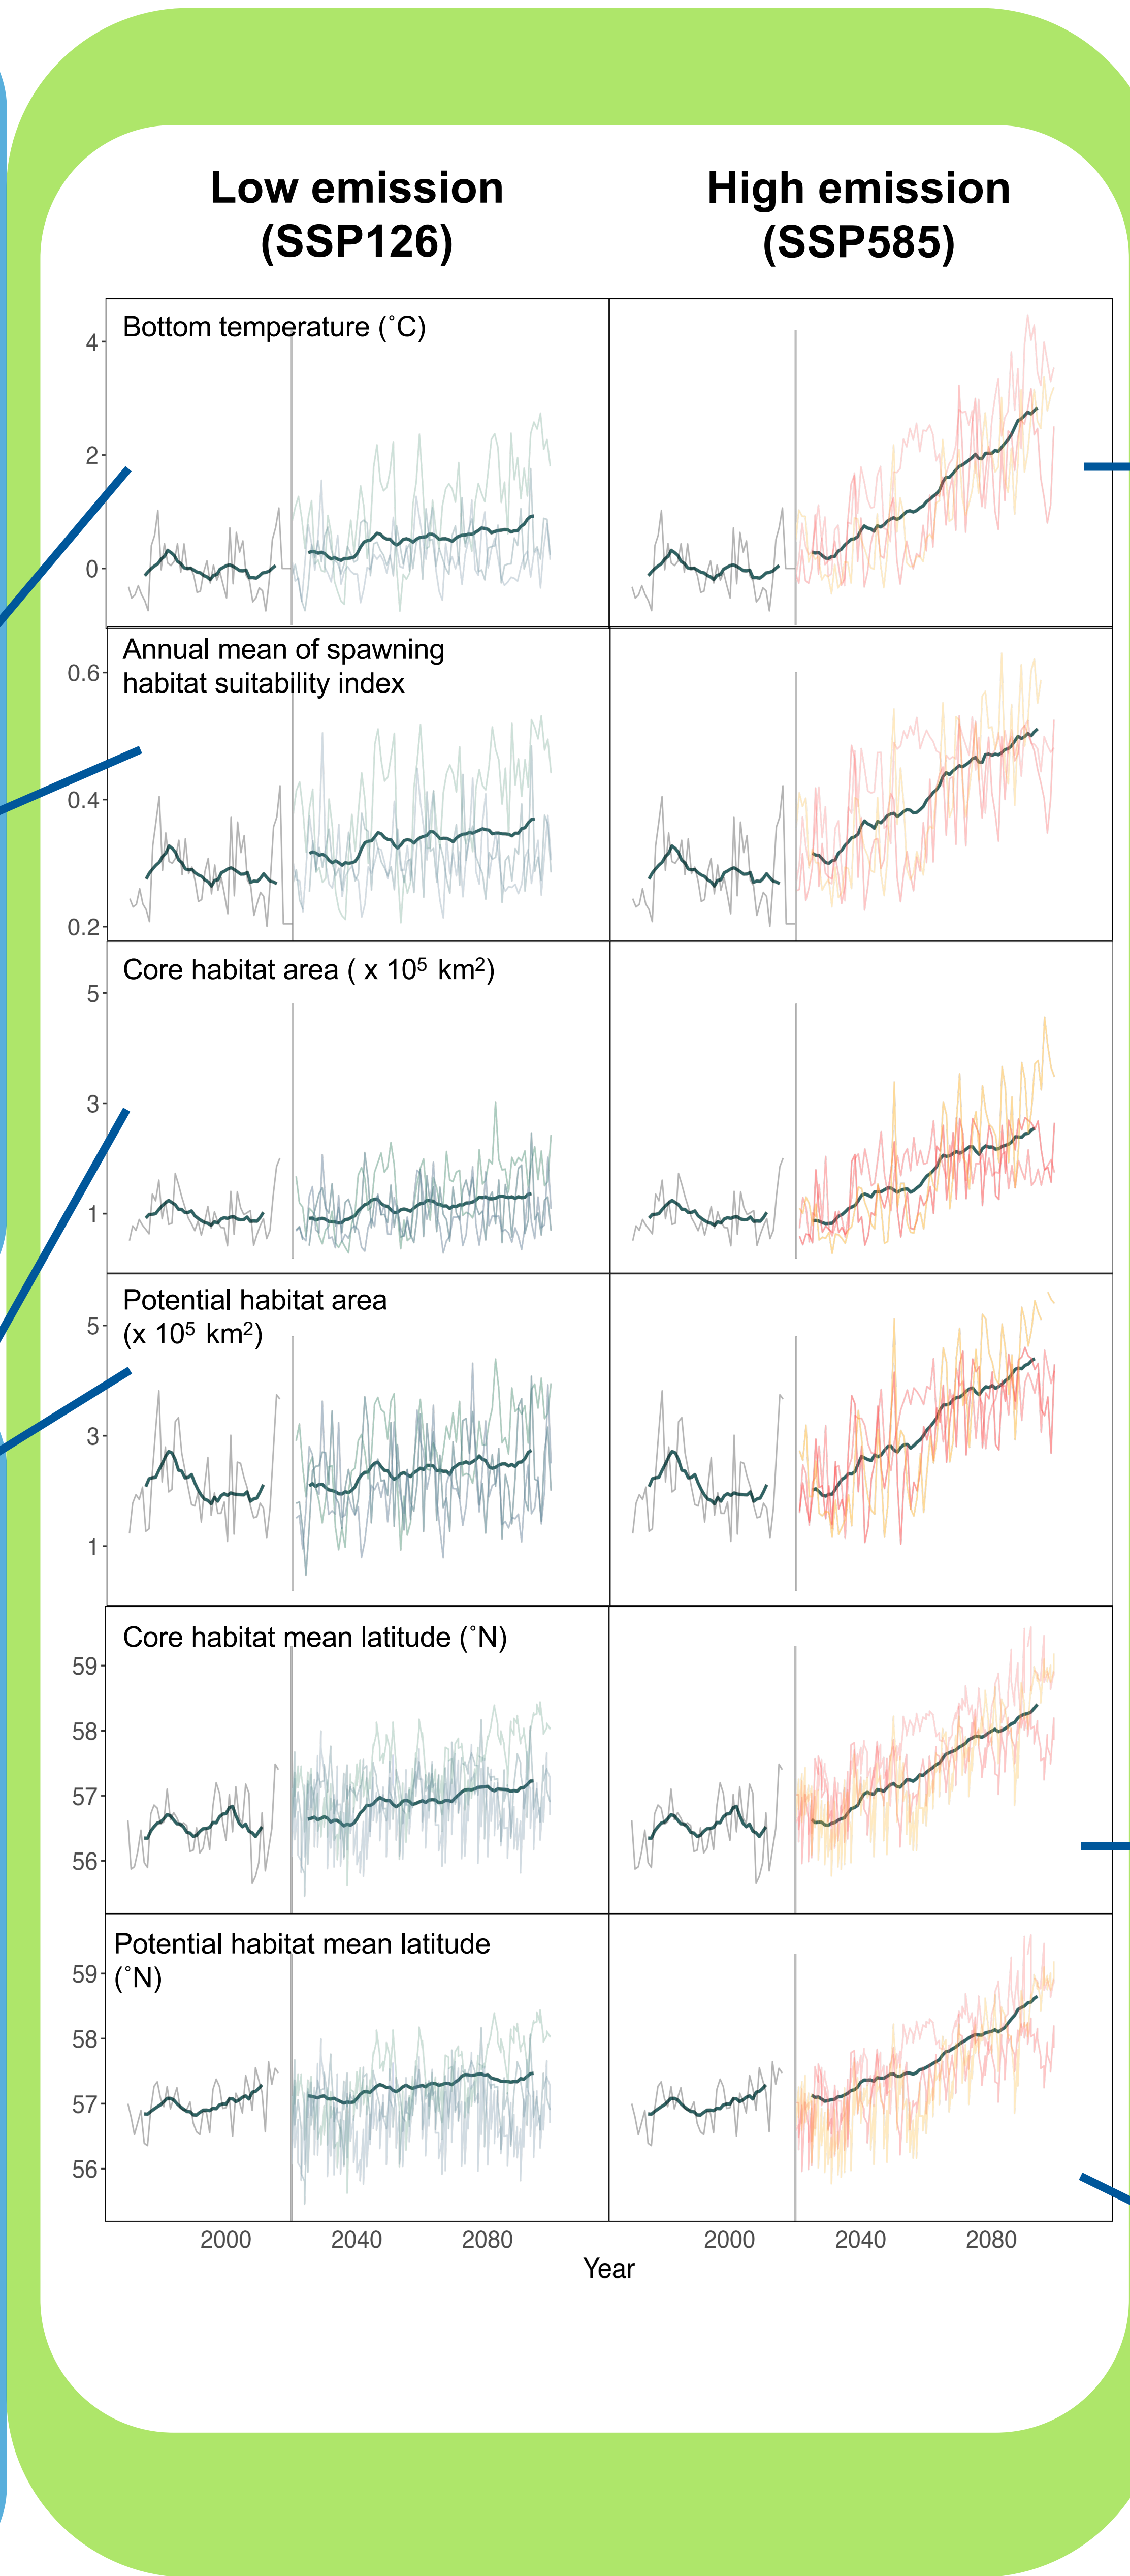 Low emission
(SSP126)
High emission
(SSP585)
Bottom temperature (˚C)
4
2
0
Annual mean of spawning
habitat suitability index
0.6
0.4
0.2
Core habitat area ( x 10⁵ km²)
5
3
1
Potential habitat area
(x 10⁵ km²)
5
3
1
Core habitat mean latitude (˚N)
59
58
57
56
Potential habitat mean latitude
(˚N)
59
58
57
56
2000 2040 2080 2000 2040 2080
Year